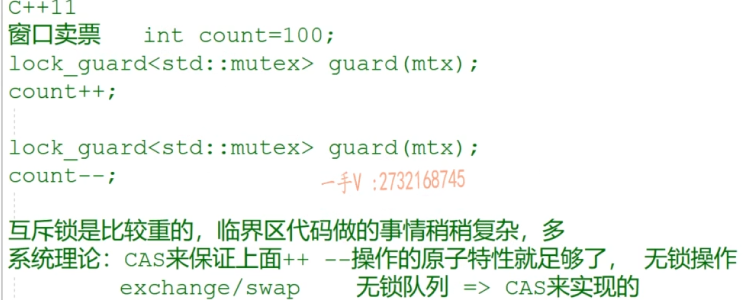 C++11
窗口卖票 int count=100;
lock_guard<std::mutex> guard(mtx);
count++;
lock_guard<std::mutex> guard(mtx);
count--;
一手V :2732168745
互斥锁是比较重的，临界区代码做的事情稍稍复杂，多
系统理论：CAS来保证上面++ --操作的原子特性就足够了， 无锁操作
exchange/swap 无锁队列 => CAS来实现的